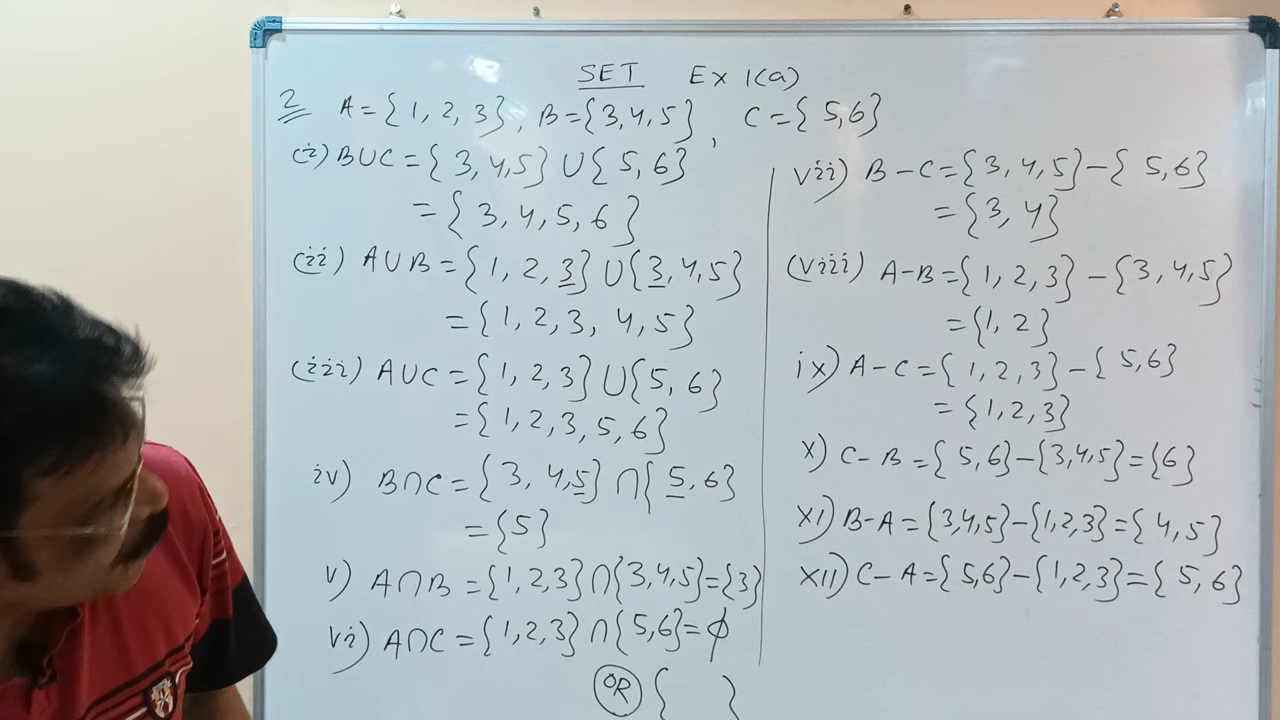 SET Ex 1(a)
2 A={1, 2, 3}, B={3,4,5}, C={5,6}
(i) B∪C={3, 4,5} ∪{5, 6}
={3, 4, 5, 6}
(ii) A∪B={1, 2, 3} ∪{3,4,5}
={1,2,3, 4,5}
(iii) A∪C={1,2,3} ∪{5, 6}
={1,2,3,5,6}
iv) B∩C={3, 4,5} ∩{5,6}
={5}
v) A∩B={1,2,3}∩{3,4,5}={3}
vi) A∩C={1,2,3} ∩{5,6}=ϕ
OR { }
vii) B-C={3, 4,5}-{5,6}
={3,4}
(viii) A-B={1, 2, 3}-{3, 4,5}
={1, 2}
ix) A-C={1, 2, 3}-{5,6}
={1,2,3}
x) C-B={5,6}-{3,4,5}={6}
XI) B-A={3,4,5}-{1,2,3}={4,5}
XII) C-A={5,6}-{1,2,3}={5, 6}